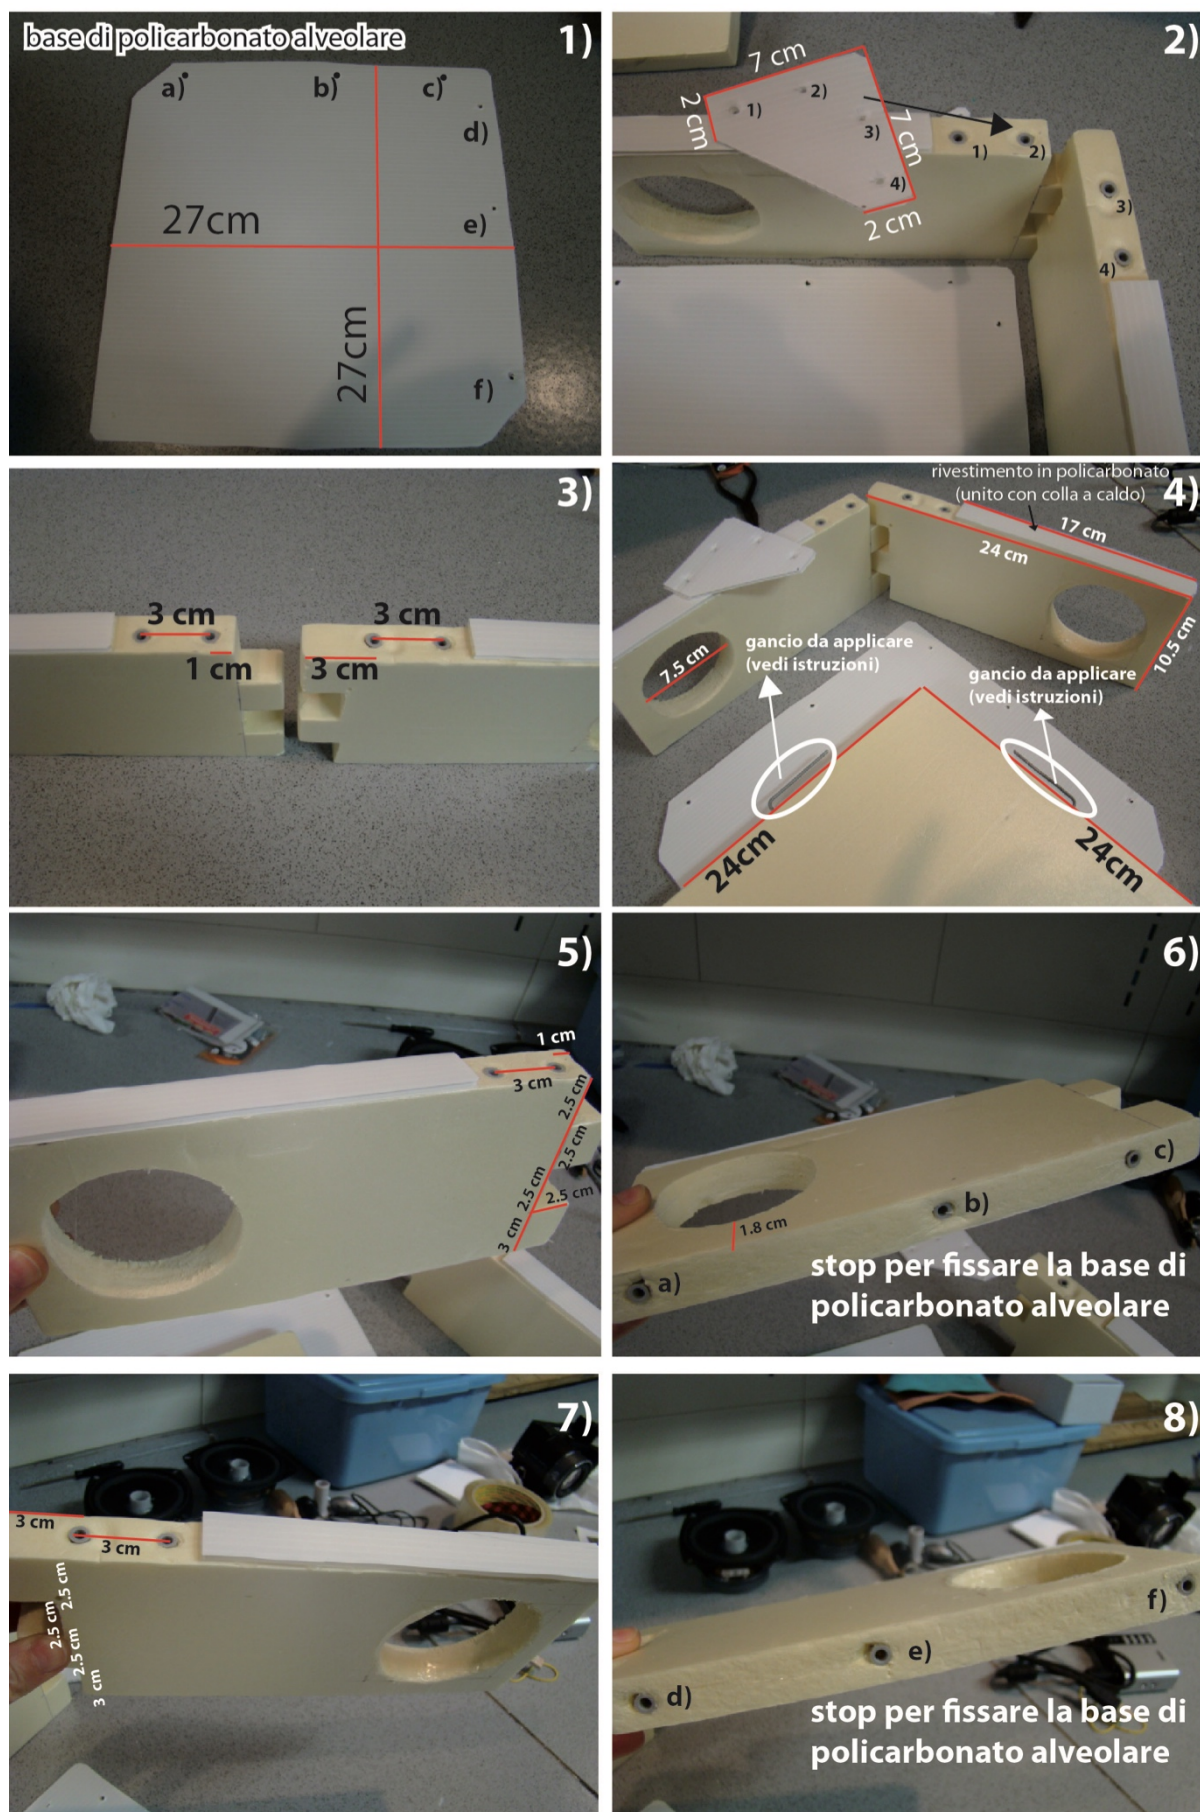 base di policarbonato alveolare
1)
a)
b)
c)
d)
27cm
e)
27cm
f)
2)
7 cm
2 cm
1)
2)
3)
7 cm
4)
2 cm
1)
2)
3)
4)
3)
3 cm
3 cm
1 cm
3 cm
4)
rivestimento in policarbonato
(unito con colla a caldo)
17 cm
24 cm
10.5 cm
7.5 cm
gancio da applicare
(vedi istruzioni)
gancio da applicare
(vedi istruzioni)
24cm
24cm
5)
1 cm
3 cm
2.5 cm
2.5 cm
2.5 cm
2.5 cm
3 cm
6)
c)
b)
1.8 cm
a)
stop per fissare la base di
policarbonato alveolare
7)
3 cm
3 cm
2.5 cm
2.5 cm
2.5 cm
3 cm
8)
f)
e)
d)
stop per fissare la base di
policarbonato alveolare